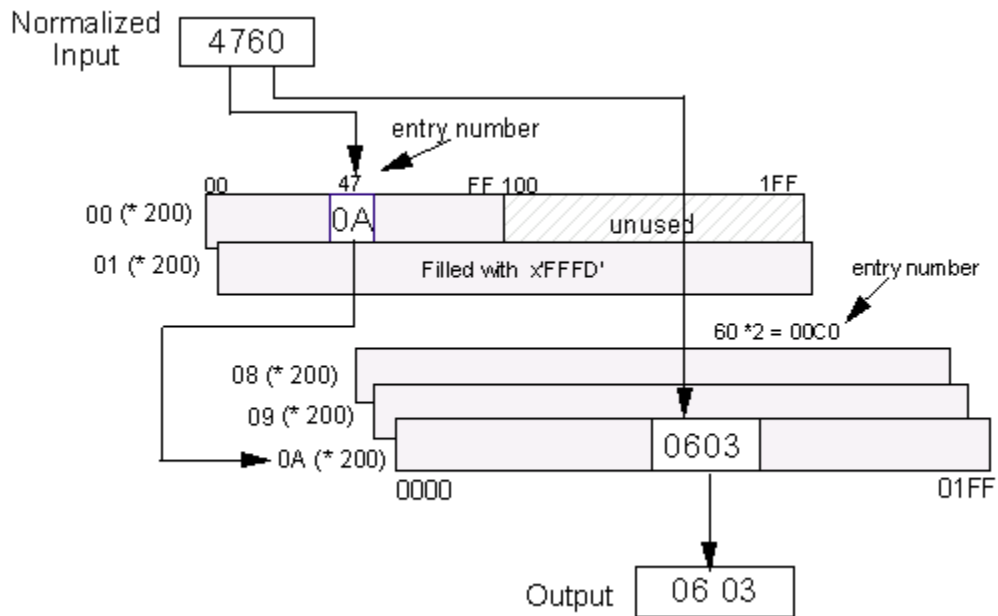 Normalized
Input
4760
entry number
00
47
FF 100
1FF
00 (* 200)
0A
unused
01 (* 200)
Filled with x'FFFD'
entry number
60 *2 = 00C0
08 (* 200)
09 (* 200)
0A (* 200)
0603
0000
01FF
Output
06 03